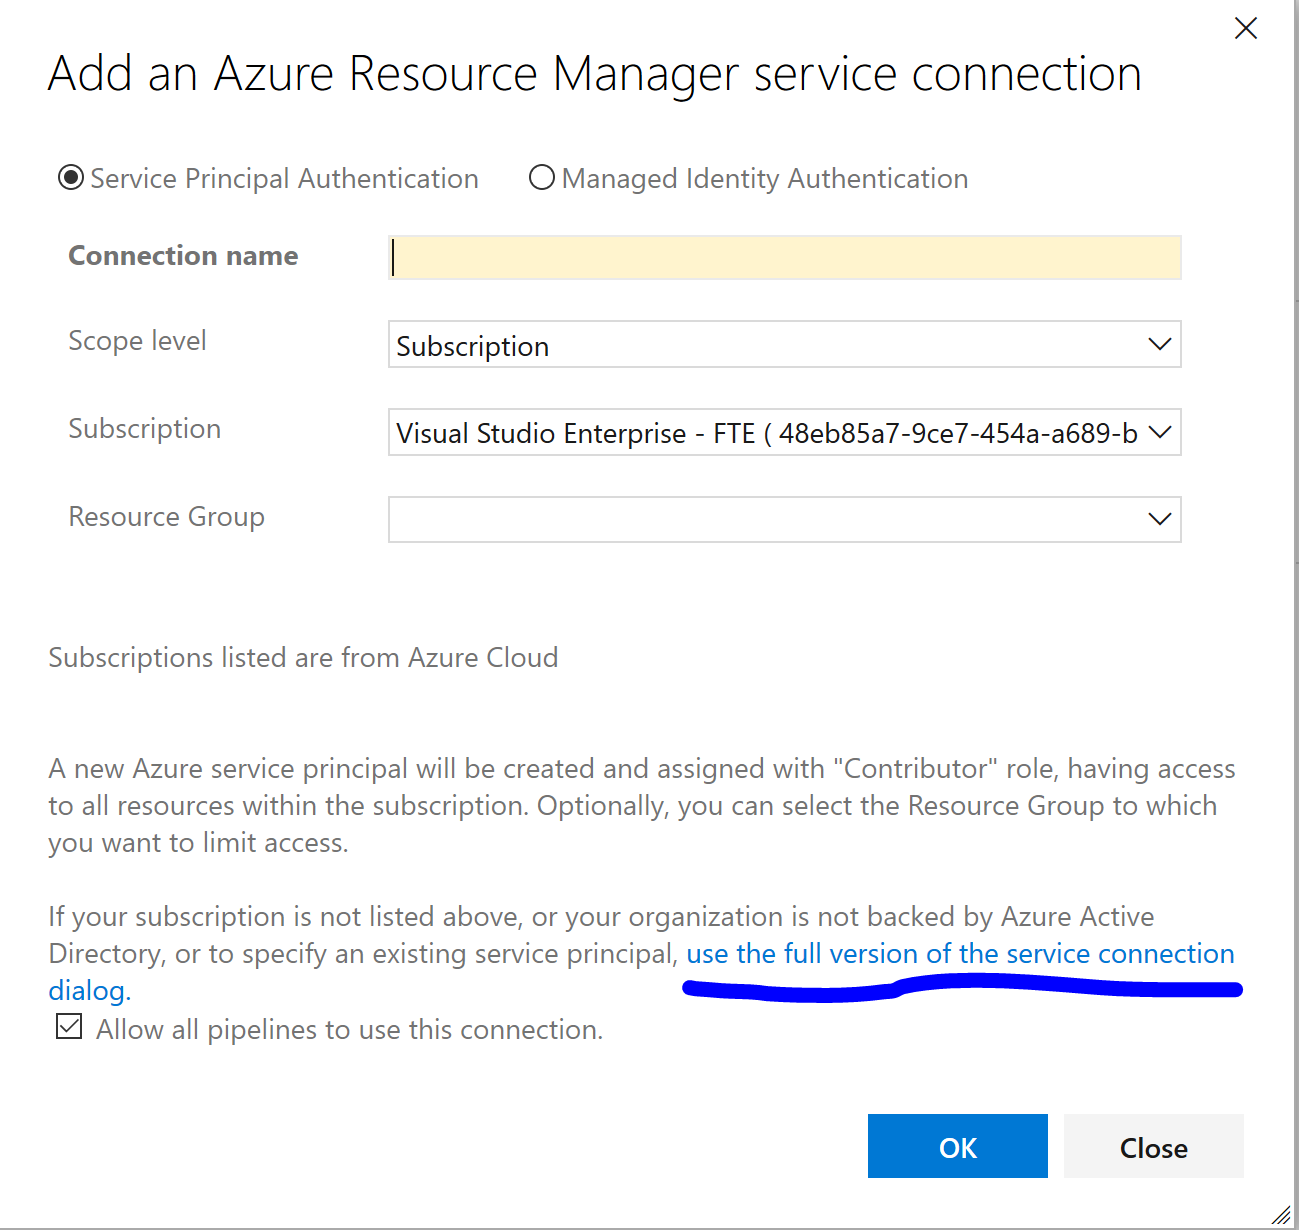 Add an Azure Resource Manager service connection
Service Principal Authentication
Managed Identity Authentication
Connection name
Scope level
Subscription
Subscription
Visual Studio Enterprise - FTE ( 48eb85a7-9ce7-454a-a689-b
Resource Group
Subscriptions listed are from Azure Cloud
A new Azure service principal will be created and assigned with "Contributor" role, having access
to all resources within the subscription. Optionally, you can select the Resource Group to which
you want to limit access.
If your subscription is not listed above, or your organization is not backed by Azure Active
Directory, or to specify an existing service principal, use the full version of the service connection
dialog.
Allow all pipelines to use this connection.
OK
Close